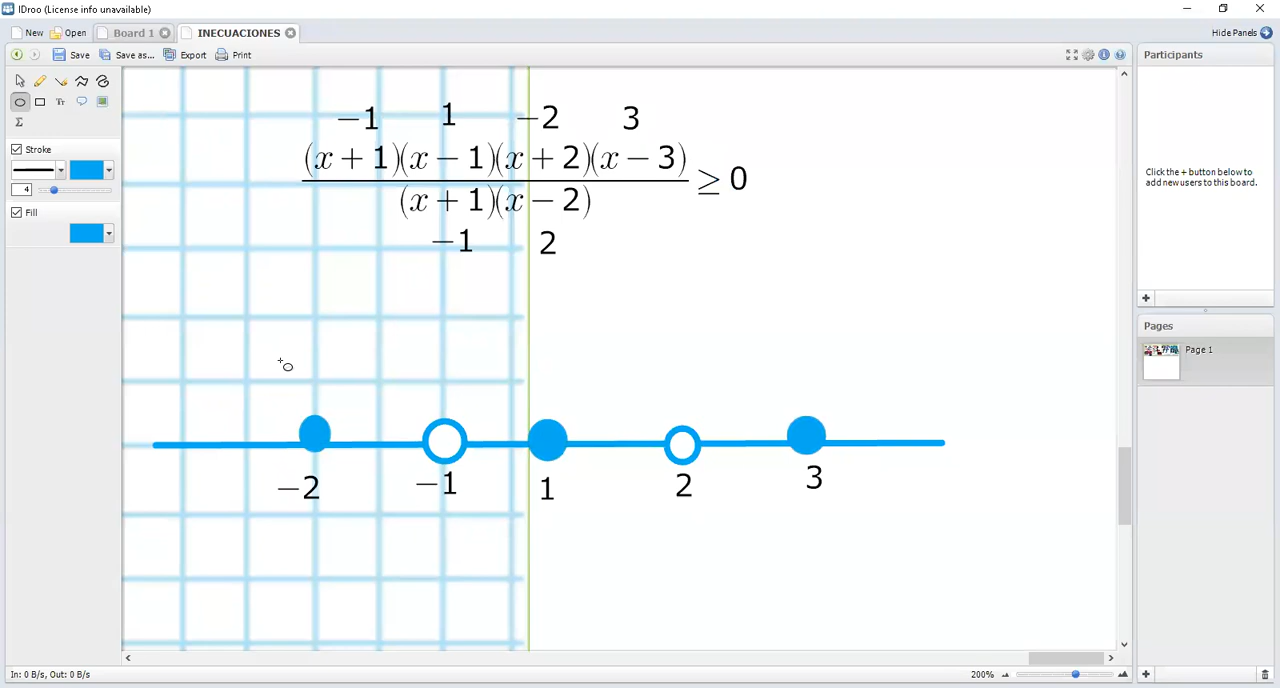 IDroo (License info unavailable)
New Open Board 1 INECUACIONES Hide Panels
Save Save as... Export Print
Participants
Tr
Σ
Stroke
4
Fill
Click the + button below to
add new users to this board.
Pages
Page 1
−1 1 −2 3
(x + 1)(x − 1)(x + 2)(x − 3)
≥ 0
(x + 1)(x − 2)
−1 2
−2 −1 1 2 3
In: 0 B/s, Out: 0 B/s
200%